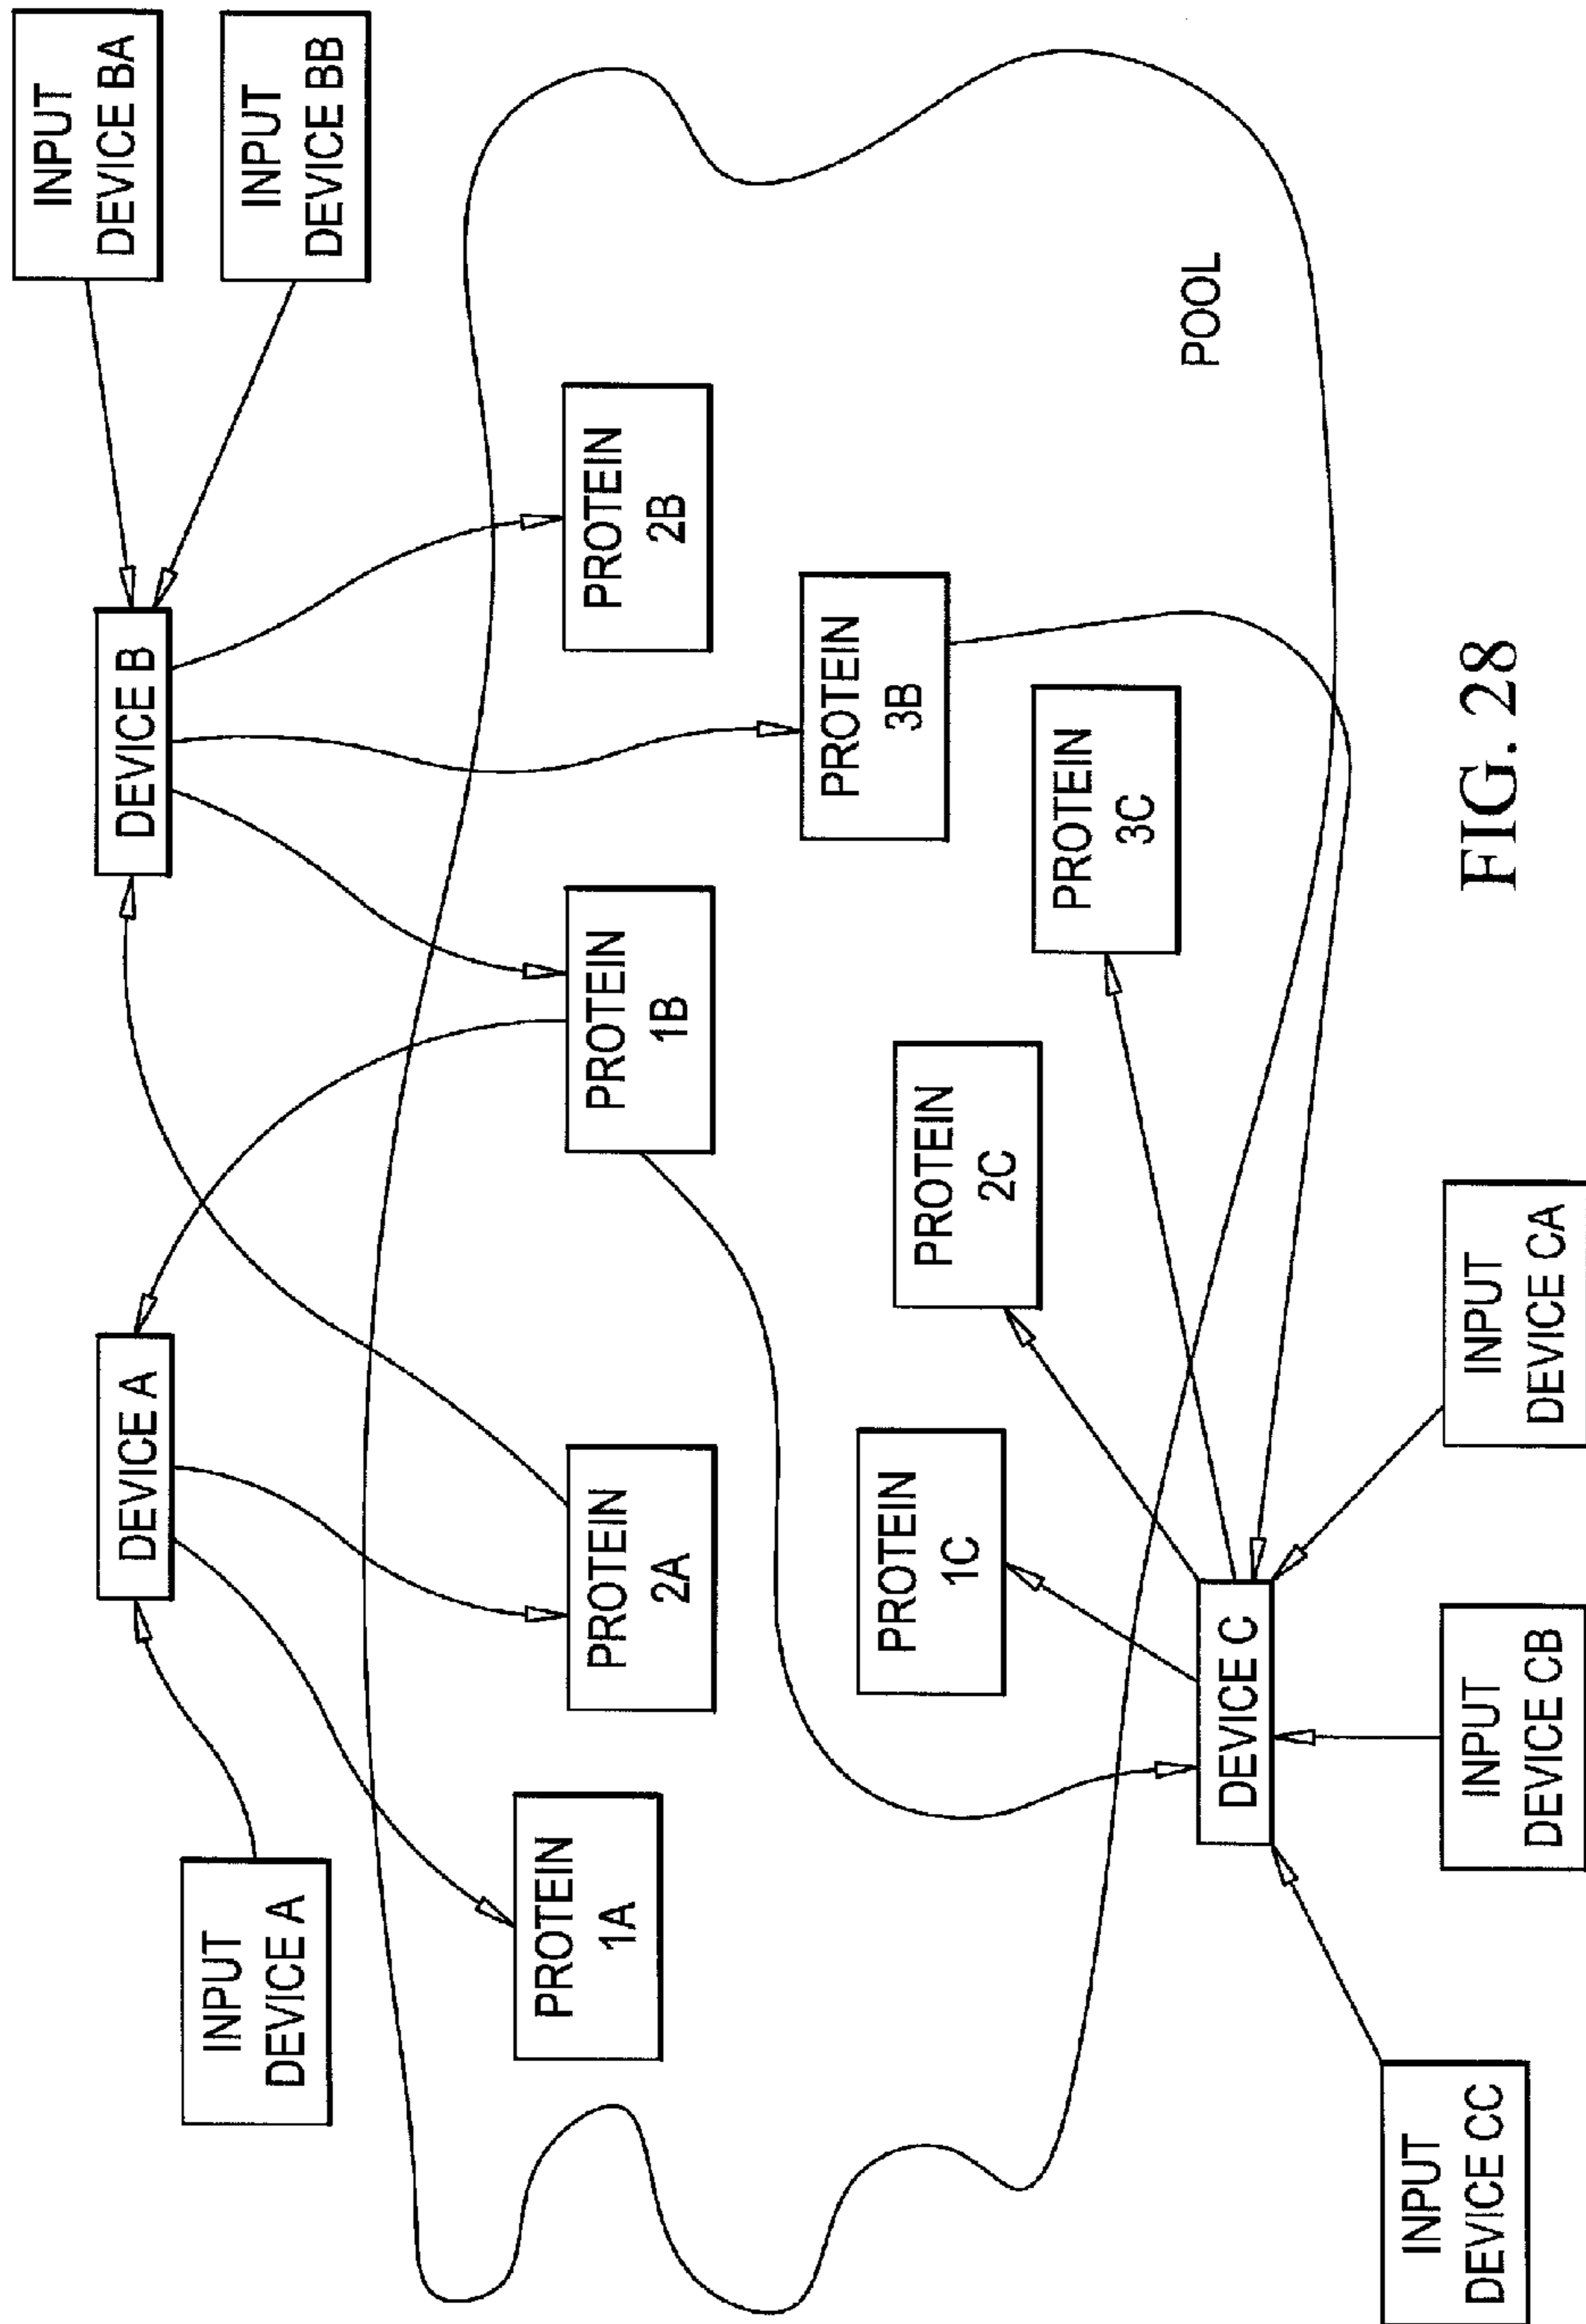 INPUT
DEVICE A
DEVICE A
DEVICE B
INPUT
DEVICE BA
INPUT
DEVICE BB
PROTEIN
1A
PROTEIN
2A
PROTEIN
1B
PROTEIN
2B
PROTEIN
3B
PROTEIN
1C
PROTEIN
2C
PROTEIN
3C
POOL
DEVICE C
INPUT
DEVICE CC
INPUT
DEVICE CB
INPUT
DEVICE CA
FIG. 28